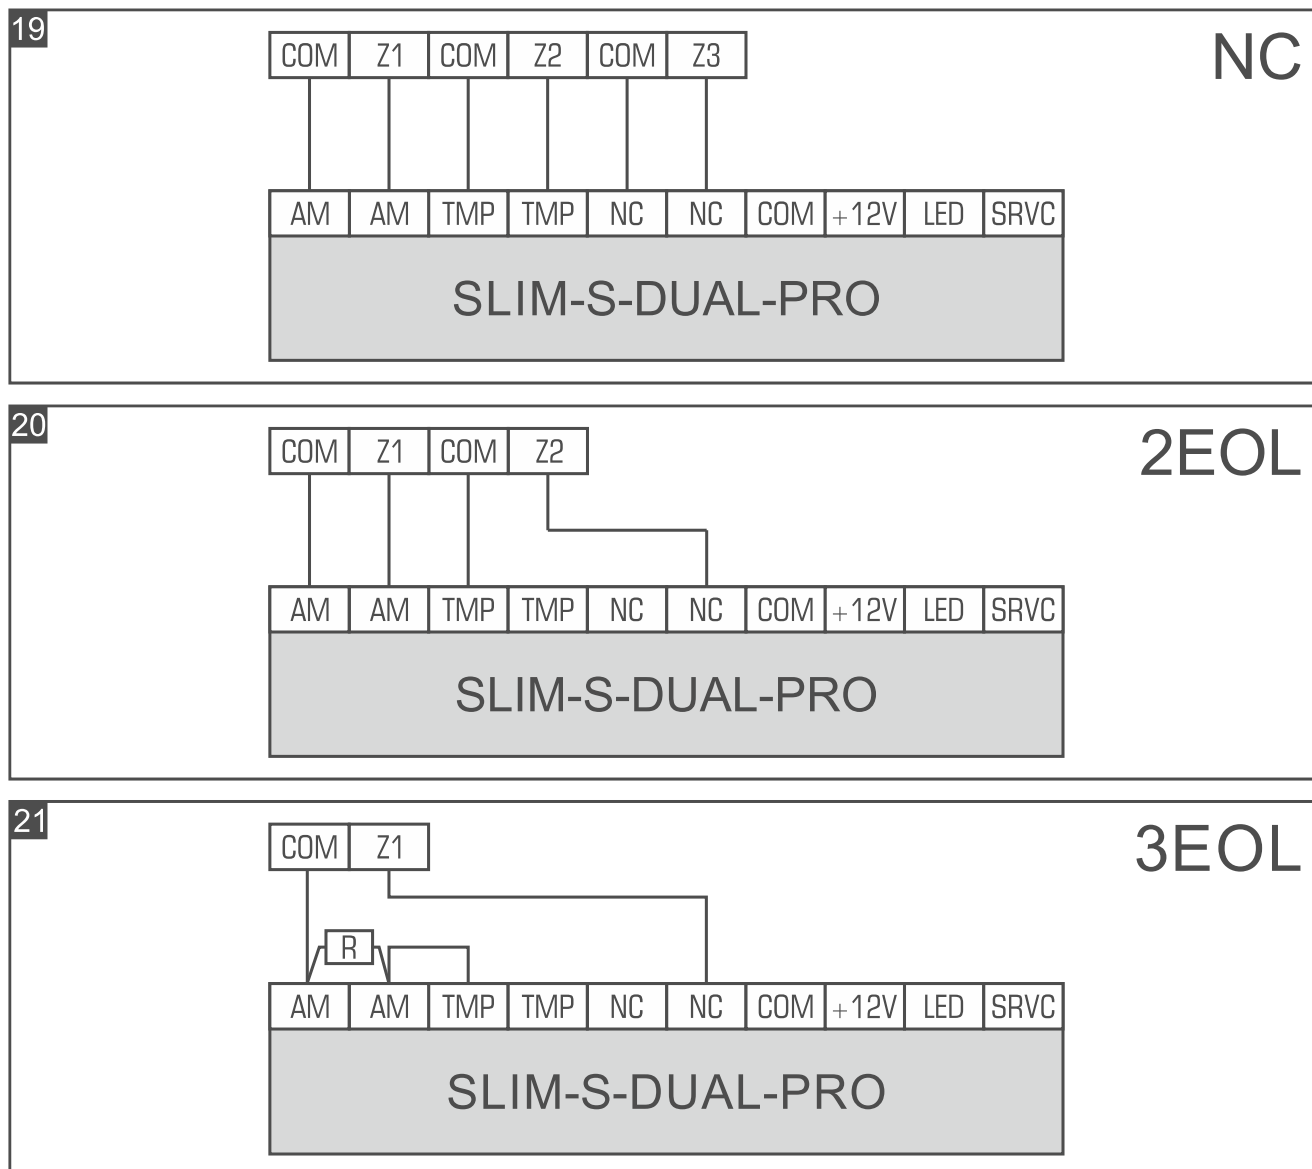 19
NC
COM Z1 COM Z2 COM Z3
AM AM TMP TMP NC NC COM +12V LED SRVC
SLIM-S-DUAL-PRO
20
2EOL
COM Z1 COM Z2
AM AM TMP TMP NC NC COM +12V LED SRVC
SLIM-S-DUAL-PRO
21
3EOL
COM Z1
R
AM AM TMP TMP NC NC COM +12V LED SRVC
SLIM-S-DUAL-PRO